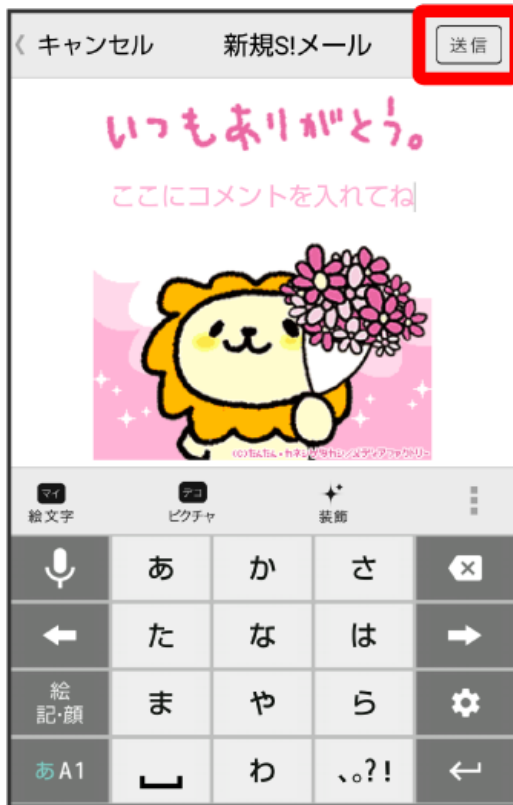 キャンセル 新規S!メール 送信
いつもありがとう。
ここにコメントを入れてね
マイ デコ
絵文字 ピクチャ 装飾
あ か さ
た な は
絵
記・顔 ま や ら
あA1 わ 、。?!